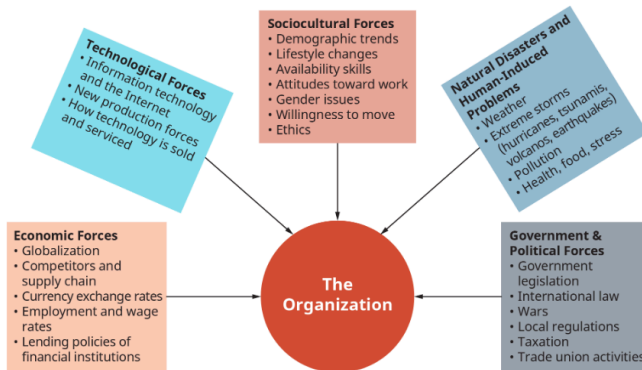 Sociocultural Forces
• Demographic trends
• Lifestyle changes
• Availability skills
• Attitudes toward work
• Gender issues
• Willingness to move
• Ethics
Technological Forces
• Information technology
and the Internet
• New production forces
• How technology is sold
and serviced
Natural Disasters and
Human-Induced
Problems
• Weather
• Extreme storms
(hurricanes, tsunamis,
volcanos, earthquakes)
• Pollution
• Health, food, stress
Economic Forces
• Globalization
• Competitors and
supply chain
• Currency exchange rates
• Employment and wage
rates
• Lending policies of
financial institutions
The
Organization
Government &
Political Forces
• Government
legislation
• International law
• Wars
• Local regulations
• Taxation
• Trade union activities